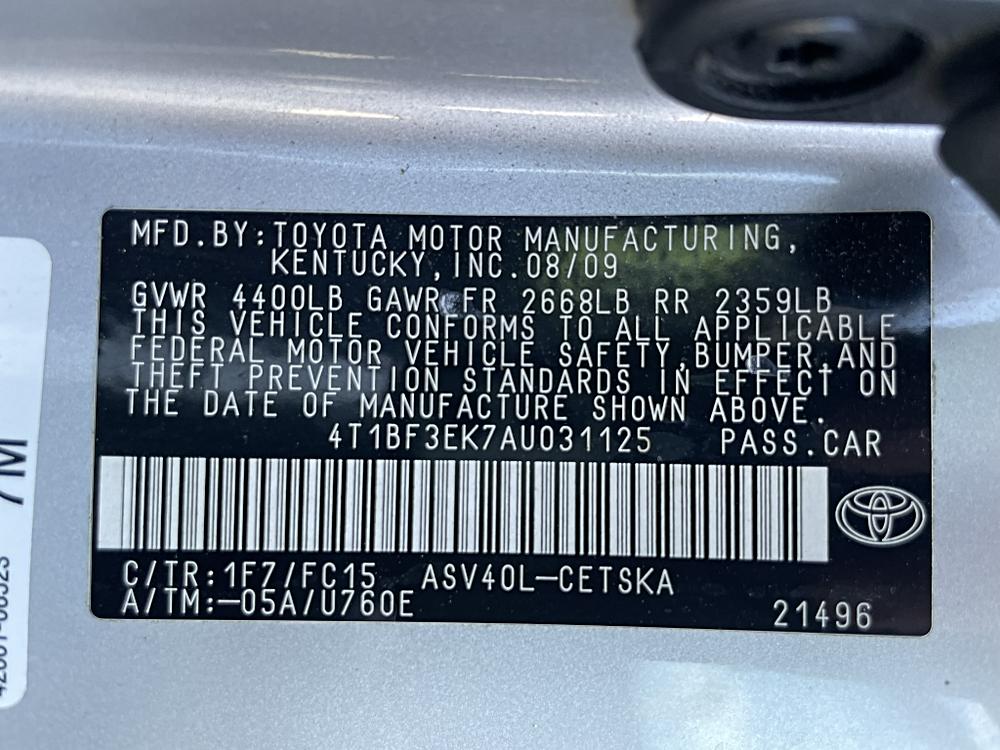 MFD.BY:TOYOTA MOTOR MANUFACTURING,
KENTUCKY,INC.08/09
GVWR 4400LB GAWR FR 2668LB RR 2359LB
THIS VEHICLE CONFORMS TO ALL APPLICABLE
FEDERAL MOTOR VEHICLE SAFETY,BUMPER,AND
THEFT PREVENTION STANDARDS IN EFFECT ON
THE DATE OF MANUFACTURE SHOWN ABOVE.
4T1BF3EK7AU031125 PASS.CAR
C/TR:1F7/FC15 ASV40L-CETSKA
A/TM:-05A/U760E
21496
7M